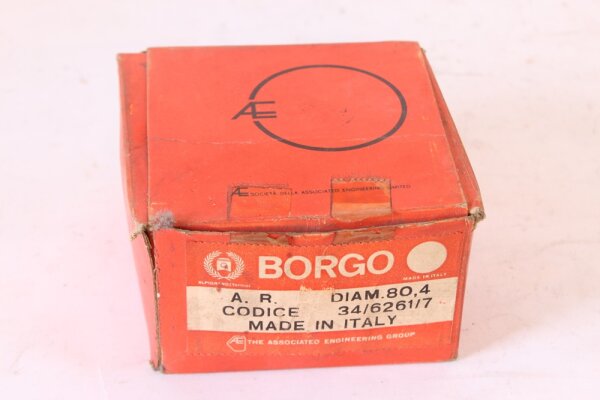 Æ
Æ SOCIETÀ DELLA ASSOCIATED ENGINEERING LIMITED
BORGO
MADE IN ITALY
A. R. DIAM. 80,4
CODICE 34/6261/7
MADE IN ITALY
Æ THE ASSOCIATED ENGINEERING GROUP